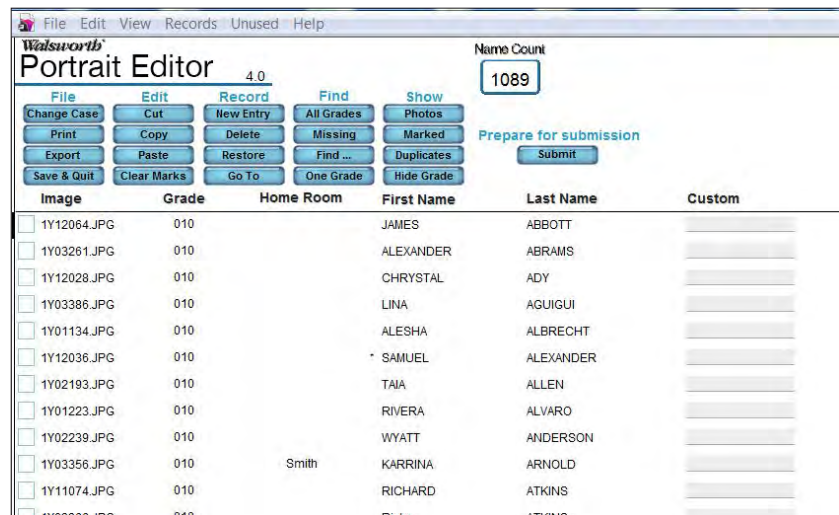 File Edit View Records Unused Help
Walsworth
Portrait Editor 4.0
Name Count
1089
File Edit Record Find Show
Change Case Cut New Entry All Grades Photos
Print Copy Delete Missing Marked
Prepare for submission
Export Paste Restore Find ... Duplicates Submit
Save & Quit Clear Marks Go To One Grade Hide Grade
Image Grade Home Room First Name Last Name Custom
1Y12064.JPG 010 JAMES ABBOTT
1Y03261.JPG 010 ALEXANDER ABRAMS
1Y12028.JPG 010 CHRYSTAL ADY
1Y03386.JPG 010 LINA AGUIGUI
1Y01134.JPG 010 ALESHA ALBRECHT
1Y12036.JPG 010 * SAMUEL ALEXANDER
1Y02193.JPG 010 TAIA ALLEN
1Y01223.JPG 010 RIVERA ALVARO
1Y02239.JPG 010 WYATT ANDERSON
1Y03356.JPG 010 Smith KARRINA ARNOLD
1Y11074.JPG 010 RICHARD ATKINS